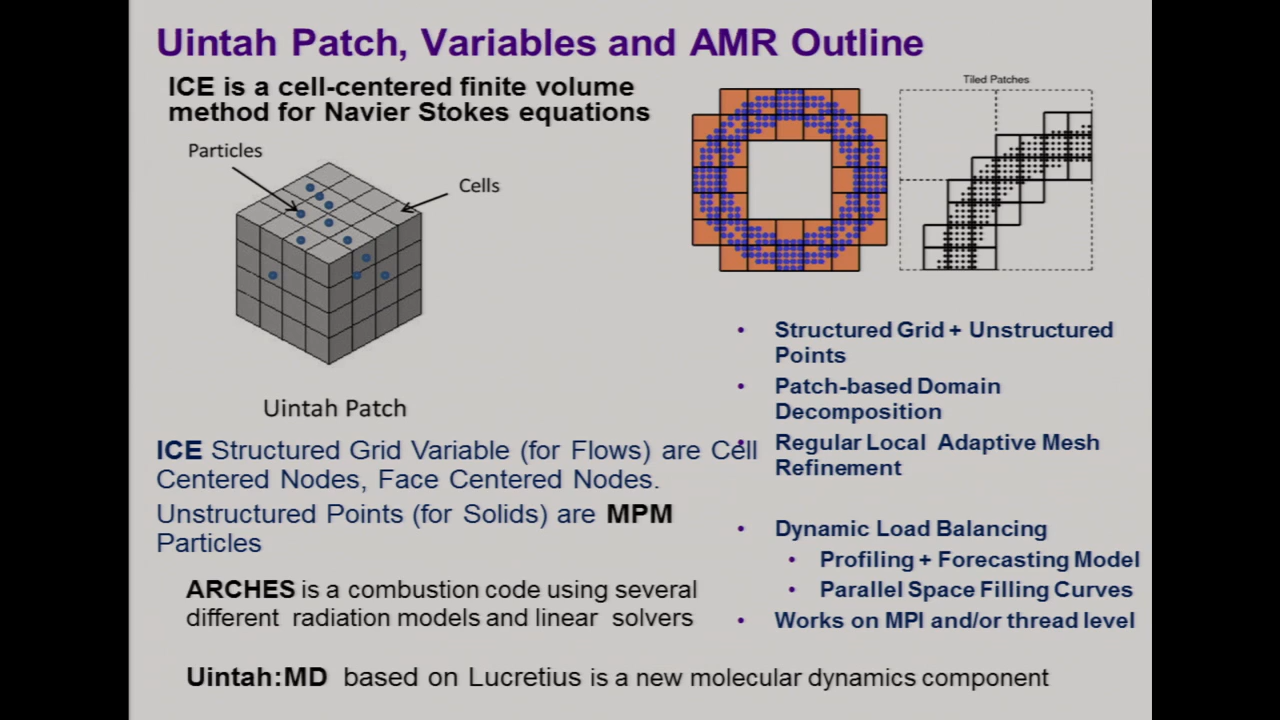 Uintah Patch, Variables and AMR Outline
ICE is a cell-centered finite volume
method for Navier Stokes equations
Particles
Cells
Uintah Patch
Tiled Patches
ICE Structured Grid Variable (for Flows) are Cell
Centered Nodes, Face Centered Nodes.
Unstructured Points (for Solids) are MPM
Particles
ARCHES is a combustion code using several
different radiation models and linear solvers
• Structured Grid + Unstructured
Points
• Patch-based Domain
Decomposition
• Regular Local Adaptive Mesh
Refinement
• Dynamic Load Balancing
• Profiling + Forecasting Model
• Parallel Space Filling Curves
• Works on MPI and/or thread level
Uintah:MD based on Lucretius is a new molecular dynamics component